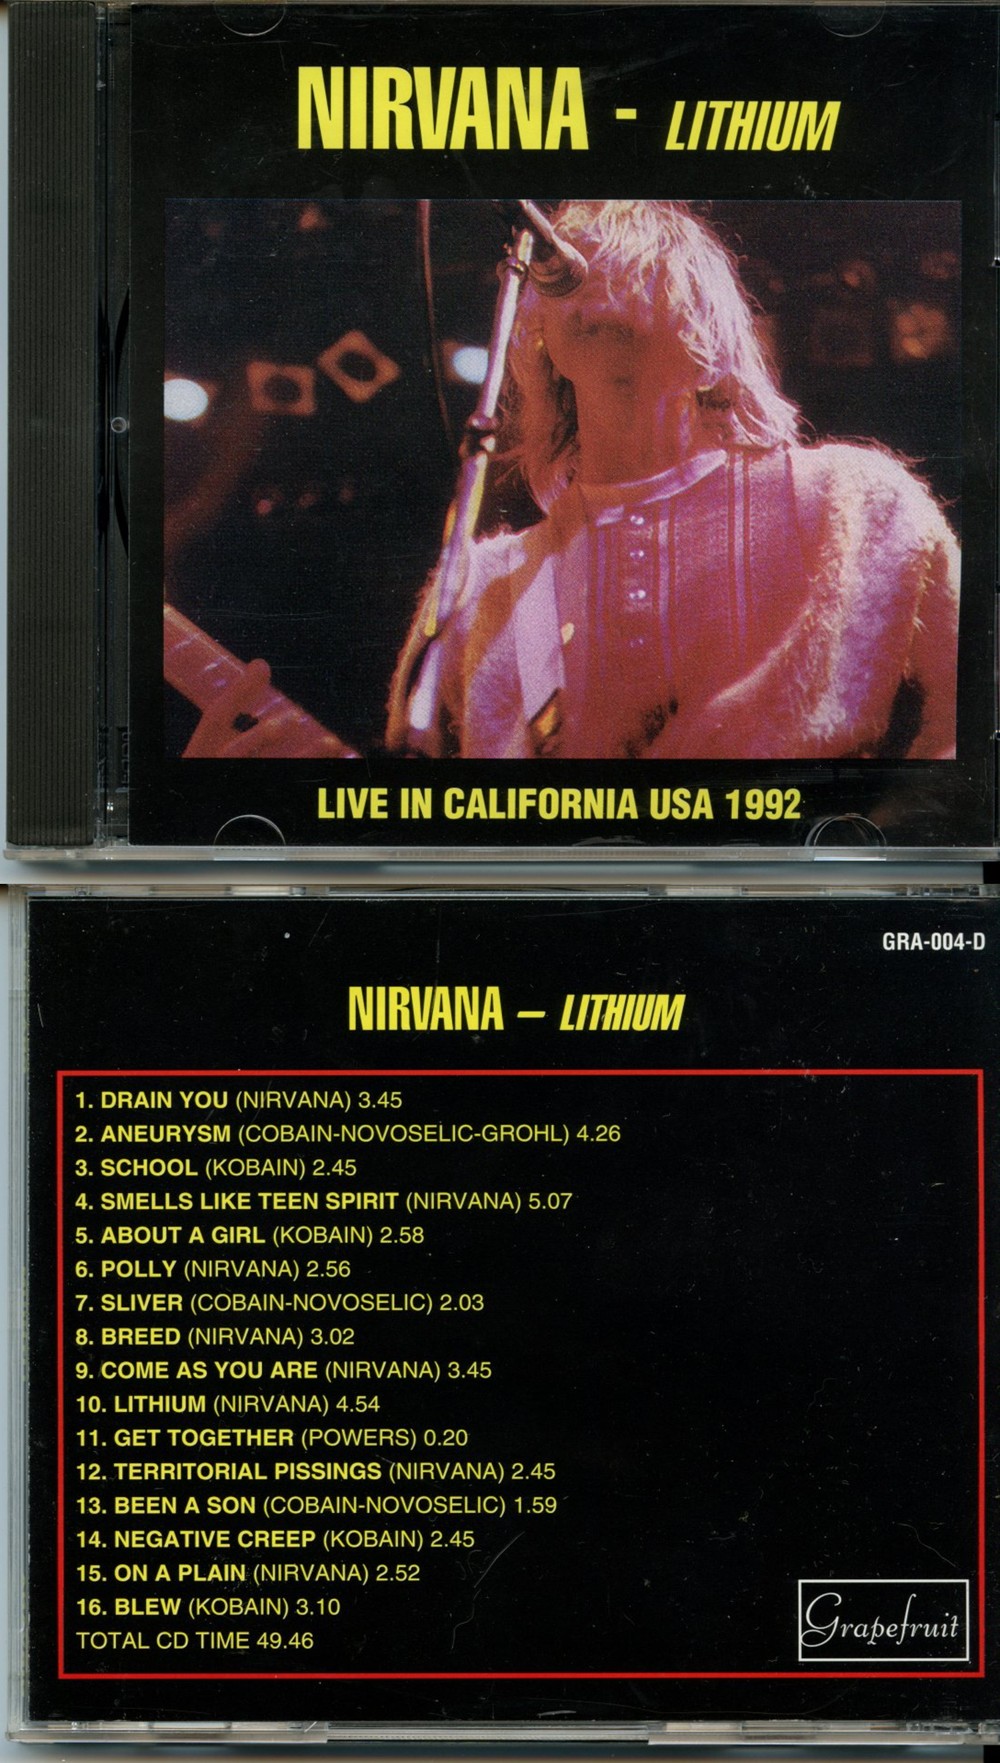 NIRVANA - LITHIUM
LIVE IN CALIFORNIA USA 1992
GRA-004-D
NIRVANA – LITHIUM
1. DRAIN YOU (NIRVANA) 3.45
2. ANEURYSM (COBAIN-NOVOSELIC-GROHL) 4.26
3. SCHOOL (KOBAIN) 2.45
4. SMELLS LIKE TEEN SPIRIT (NIRVANA) 5.07
5. ABOUT A GIRL (KOBAIN) 2.58
6. POLLY (NIRVANA) 2.56
7. SLIVER (COBAIN-NOVOSELIC) 2.03
8. BREED (NIRVANA) 3.02
9. COME AS YOU ARE (NIRVANA) 3.45
10. LITHIUM (NIRVANA) 4.54
11. GET TOGETHER (POWERS) 0.20
12. TERRITORIAL PISSINGS (NIRVANA) 2.45
13. BEEN A SON (COBAIN-NOVOSELIC) 1.59
14. NEGATIVE CREEP (KOBAIN) 2.45
15. ON A PLAIN (NIRVANA) 2.52
16. BLEW (KOBAIN) 3.10
TOTAL CD TIME 49.46
Grapefruit